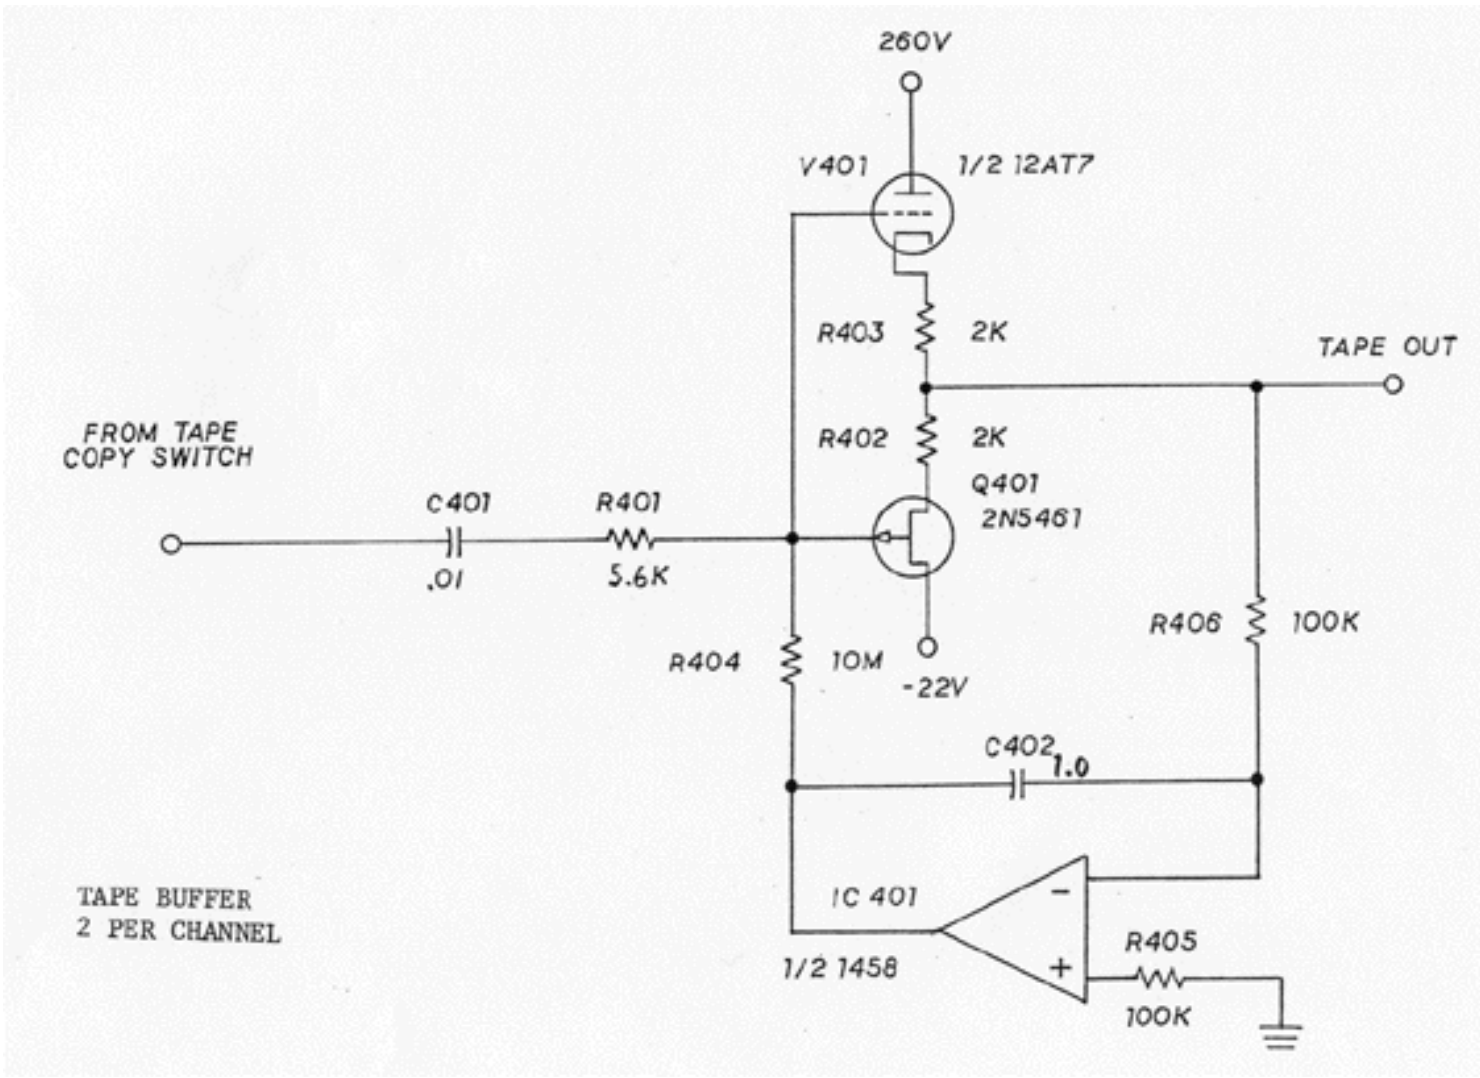 260V
V401
1/2 12AT7
R403
2K
TAPE OUT
R402
2K
FROM TAPE
COPY SWITCH
Q401
2N5461
C401
R401
.01
5.6K
R404
10M
-22V
R406
100K
C402
1.0
TAPE BUFFER
2 PER CHANNEL
IC 401
-
+
1/2 1458
R405
100K